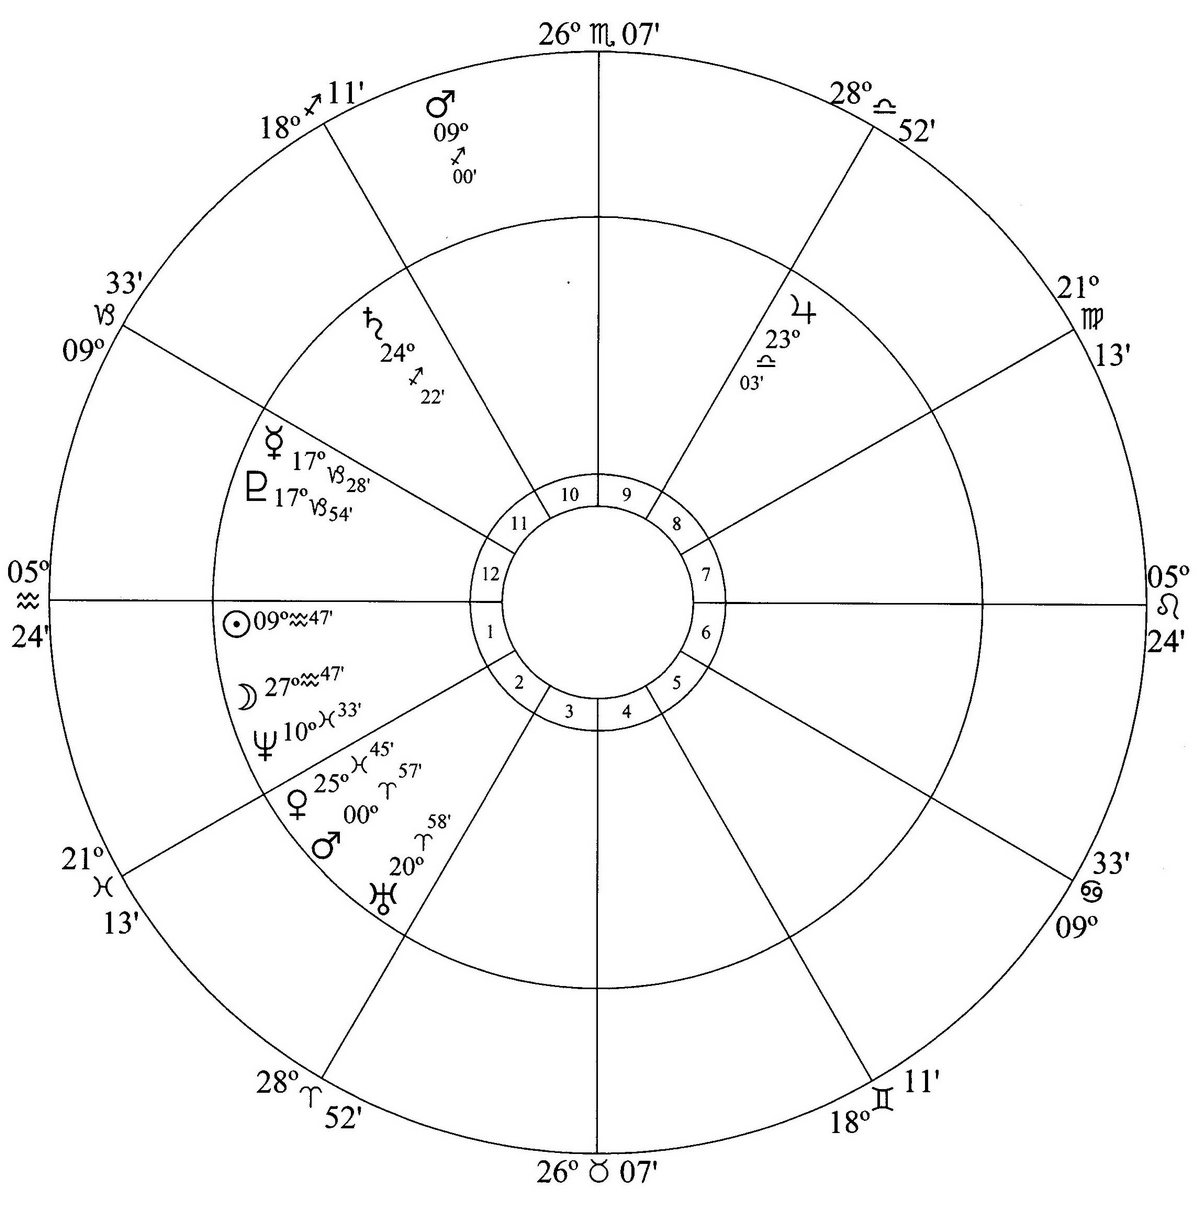 26° ♏ 07'
28° ♎ 52'
18° ♐ 11'
♂
09°
♐
00'
33'
♑
09°
21°
♍
13'
♄
24°
♐
22'
♃
23°
♎
03'
☿ 17° ♑ 28'
♇ 17° ♑ 54'
10 9
11 8
12 7
1 6
2 5
3 4
05°
♒
24'
05°
♌
24'
☉ 09° ♒ 47'
☽ 27° ♒ 47'
♆ 10° ♓ 33'
♀ 25° ♓ 45'
♂ 00° ♈ 57'
♅ 20° ♈ 58'
21°
♓
13'
33'
♋
09°
28° ♈ 52'
18° ♊ 11'
26° ♉ 07'